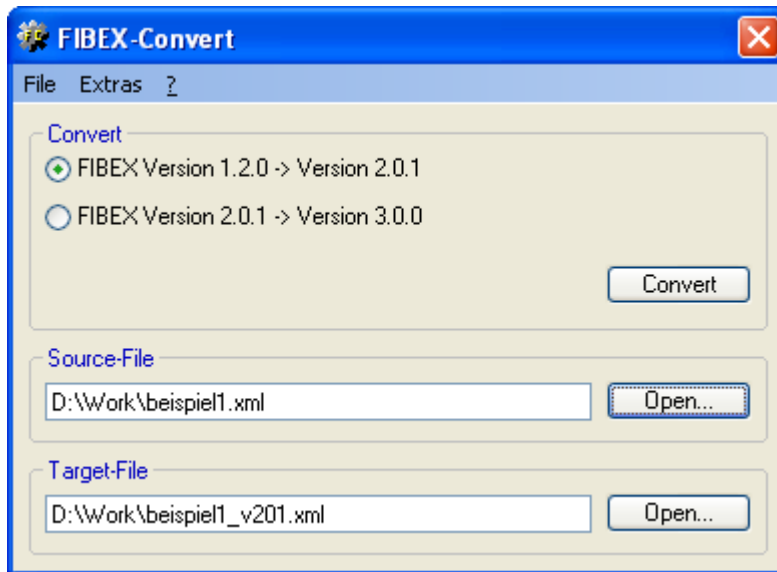 FIBEX-Convert
File Extras ?
Convert
FIBEX Version 1.2.0 -> Version 2.0.1
FIBEX Version 2.0.1 -> Version 3.0.0
Convert
Source-File
D:\Work\beispiel1.xml Open...
Target-File
D:\Work\beispiel1_v201.xml Open...